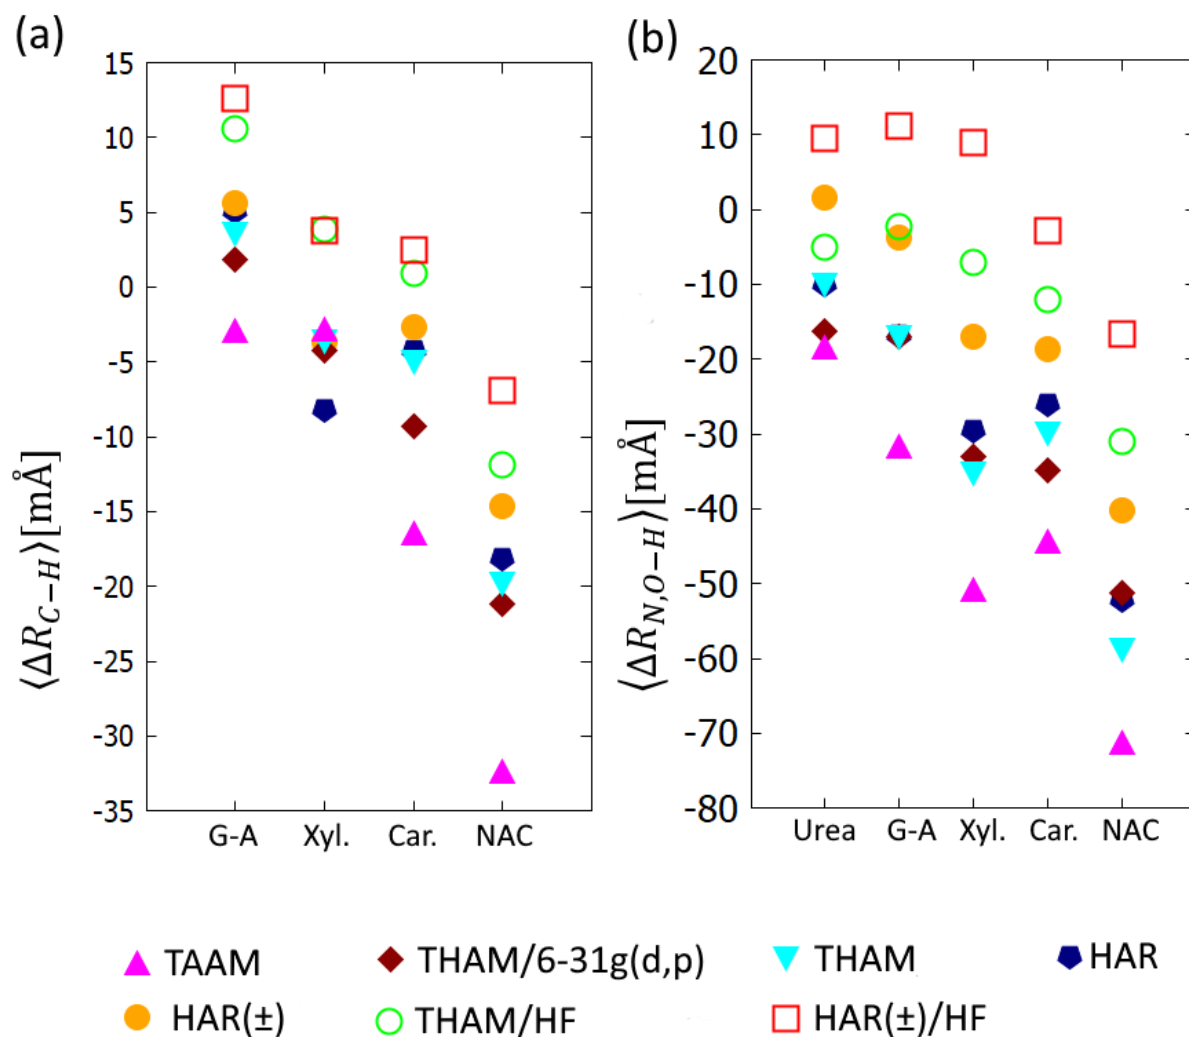 (a)
(b)
15
10
5
0
-5
-10
-15
-20
-25
-30
-35
⟨ΔR_{C−H}⟩[mÅ]
G-A Xyl. Car. NAC
20
10
0
-10
-20
-30
-40
-50
-60
-70
-80
⟨ΔR_{N,O−H}⟩[mÅ]
Urea G-A Xyl. Car. NAC
TAAM THAM/6-31g(d,p) THAM HAR
HAR(±) THAM/HF HAR(±)/HF